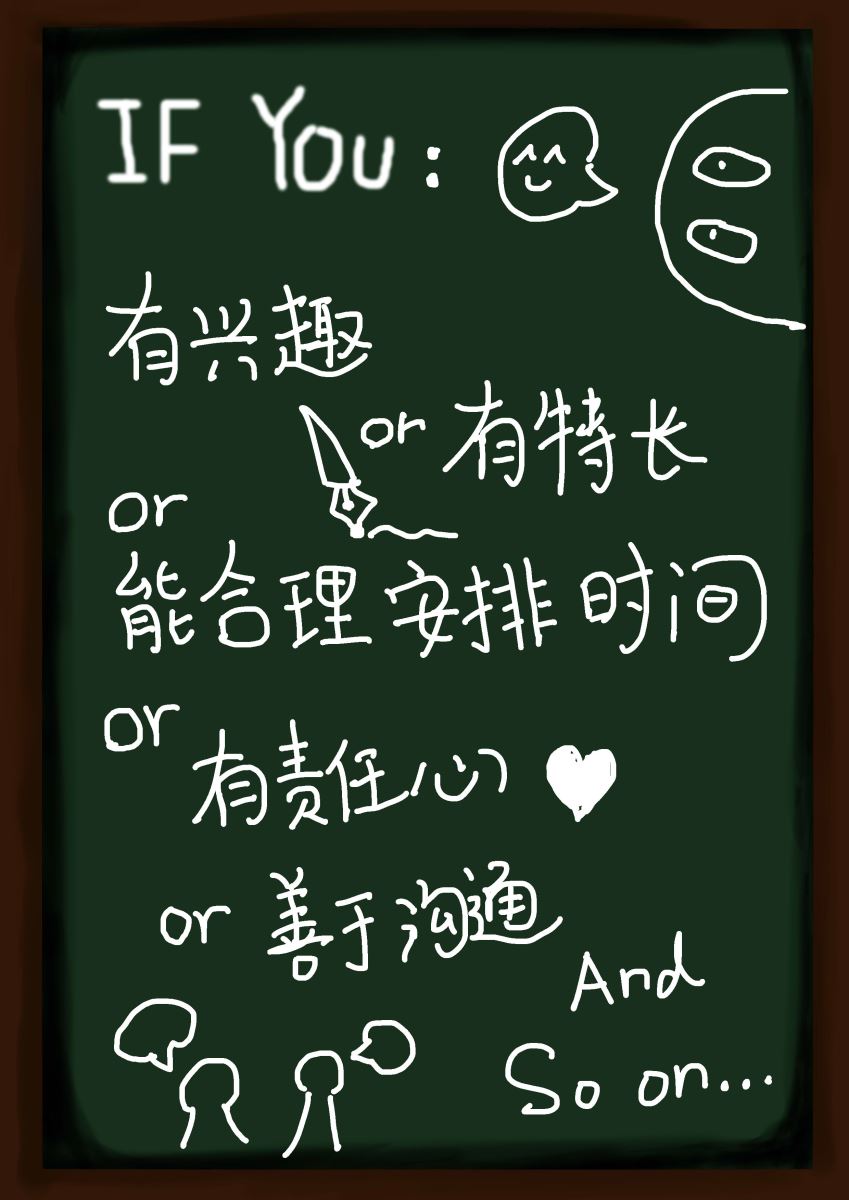 IF You:
有兴趣
or 有特长
or
能合理安排时间
or
有责任心
or 善于沟通
And
So on...